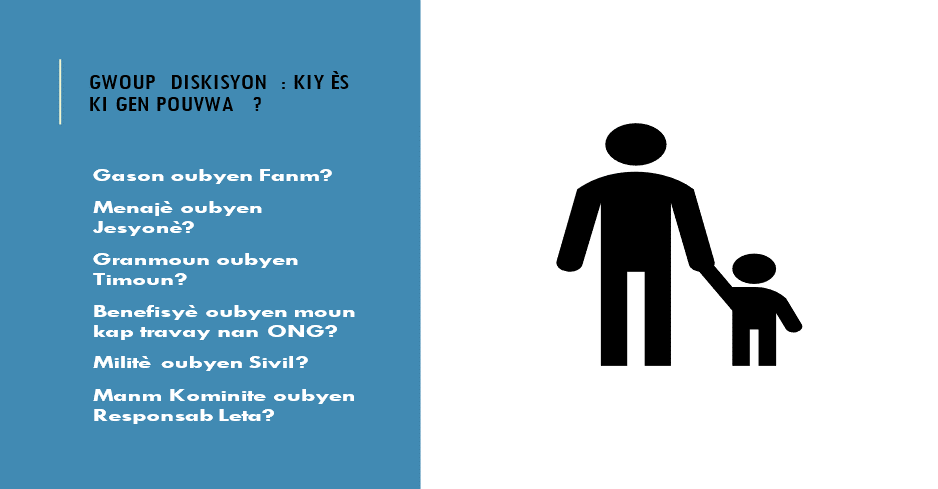 GWOUP DISKISYON : KIY ÈS
KI GEN POUVWA ?
Gason oubyen Fanm?
Menajè oubyen
Jesyonè?
Granmoun oubyen
Timoun?
Benefisyè oubyen moun
kap travay nan ONG?
Militè oubyen Sivil?
Manm Kominite oubyen
Responsab Leta?